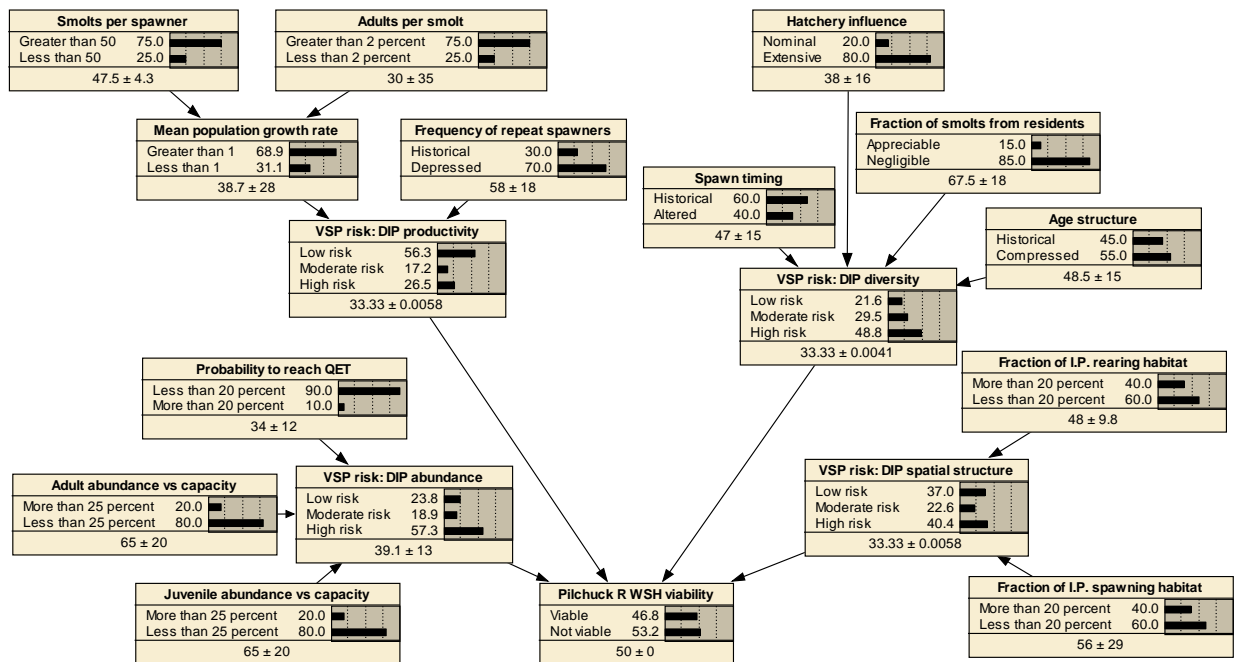 Smolts per spawner
Greater than 50 75.0
Less than 50 25.0
47.5 ± 4.3
Adults per smolt
Greater than 2 percent 75.0
Less than 2 percent 25.0
30 ± 35
Hatchery influence
Nominal 20.0
Extensive 80.0
38 ± 16
Mean population growth rate
Greater than 1 68.9
Less than 1 31.1
38.7 ± 28
Frequency of repeat spawners
Historical 30.0
Depressed 70.0
58 ± 18
Fraction of smolts from residents
Appreciable 15.0
Negligible 85.0
67.5 ± 18
Spawn timing
Historical 60.0
Altered 40.0
47 ± 15
Age structure
Historical 45.0
Compressed 55.0
48.5 ± 15
VSP risk: DIP productivity
Low risk 56.3
Moderate risk 17.2
High risk 26.5
33.33 ± 0.0058
VSP risk: DIP diversity
Low risk 21.6
Moderate risk 29.5
High risk 48.8
33.33 ± 0.0041
Probability to reach QET
Less than 20 percent 90.0
More than 20 percent 10.0
34 ± 12
Fraction of I.P. rearing habitat
More than 20 percent 40.0
Less than 20 percent 60.0
48 ± 9.8
Adult abundance vs capacity
More than 25 percent 20.0
Less than 25 percent 80.0
65 ± 20
VSP risk: DIP abundance
Low risk 23.8
Moderate risk 18.9
High risk 57.3
39.1 ± 13
VSP risk: DIP spatial structure
Low risk 37.0
Moderate risk 22.6
High risk 40.4
33.33 ± 0.0058
Juvenile abundance vs capacity
More than 25 percent 20.0
Less than 25 percent 80.0
65 ± 20
Pilchuck R WSH viability
Viable 46.8
Not viable 53.2
50 ± 0
Fraction of I.P. spawning habitat
More than 20 percent 40.0
Less than 20 percent 60.0
56 ± 29